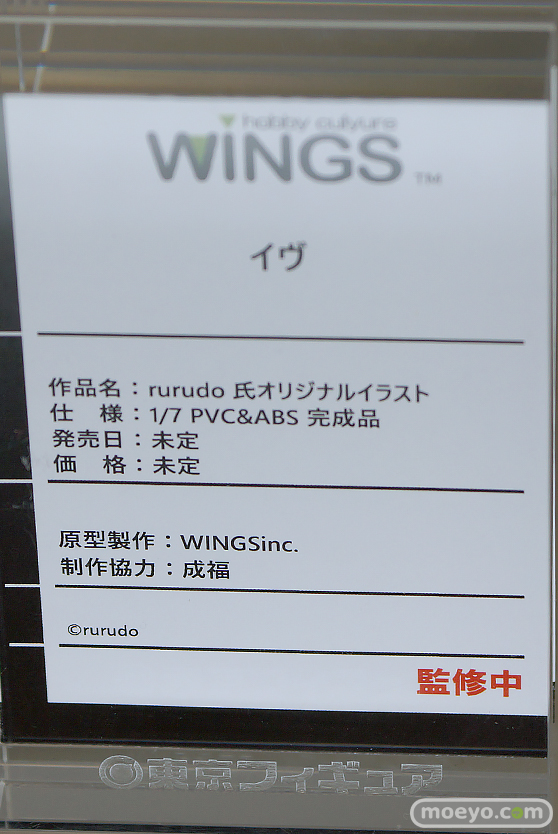 hobby culyure
WINGS TM
イヴ
作品名：rurudo 氏オリジナルイラスト
仕　様：1/7 PVC&ABS 完成品
発売日：未定
価　格：未定
原型製作：WINGSinc.
制作協力：成福
©rurudo
監修中
東京フィギュア
moeyo.com